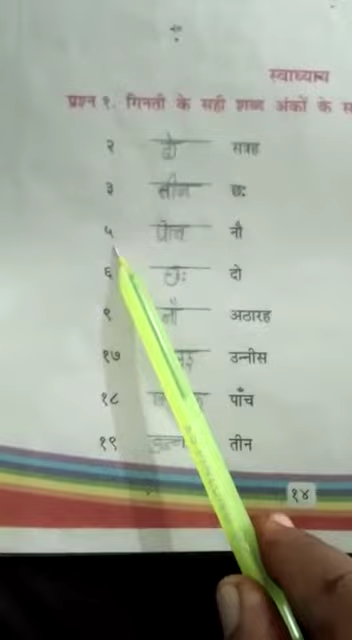 स्वाध्याय
प्रश्न १. गिनती के सही शब्द अंकों के
२ दो सत्रह
३ तीन छः
५ पाँच नौ
६ छः दो
९ नौ अठारह
१७ उन्नीस
१८ पाँच
१९ तीन
१४